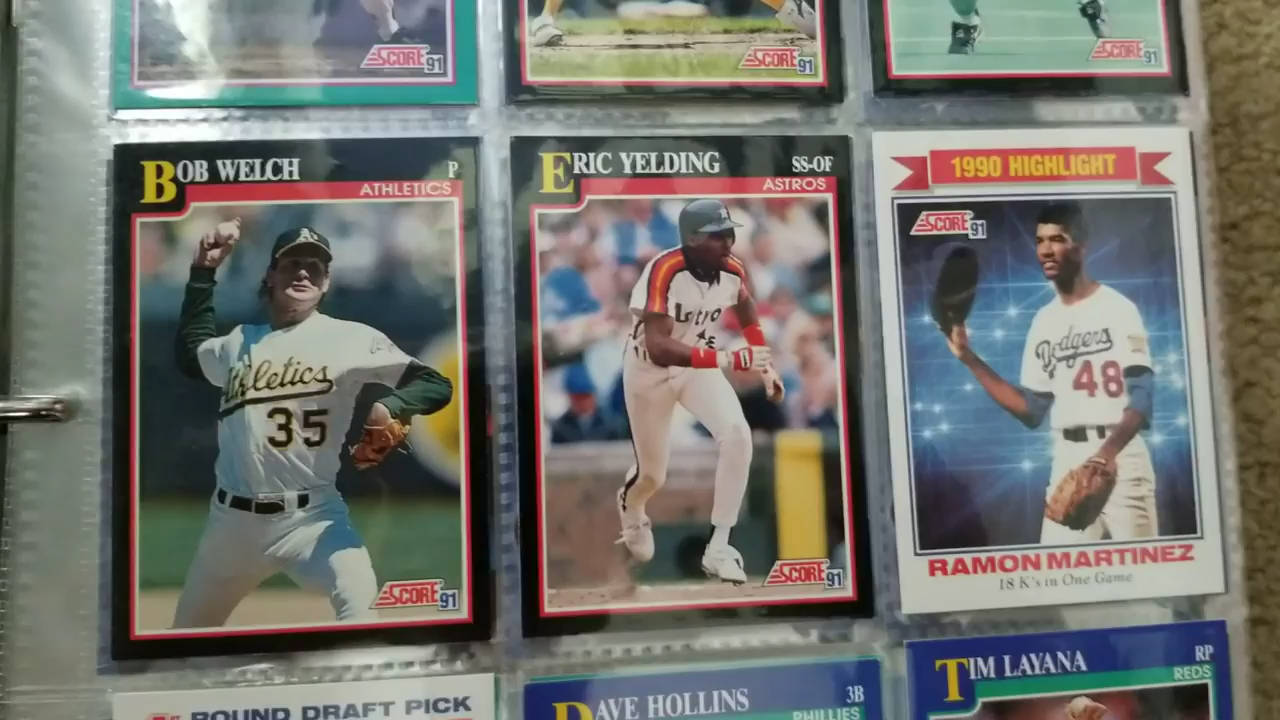 SCORE 91
SCORE 91
SCORE 91
BOB WELCH P
ATHLETICS
Athletics
35
SCORE 91
ERIC YELDING SS-OF
ASTROS
SCORE 91
1990 HIGHLIGHT
SCORE 91
Dodgers
48
RAMON MARTINEZ
18 K's in One Game
ROUND DRAFT PICK
DAVE HOLLINS 3B
PHILLIES
TIM LAYANA RP
REDS